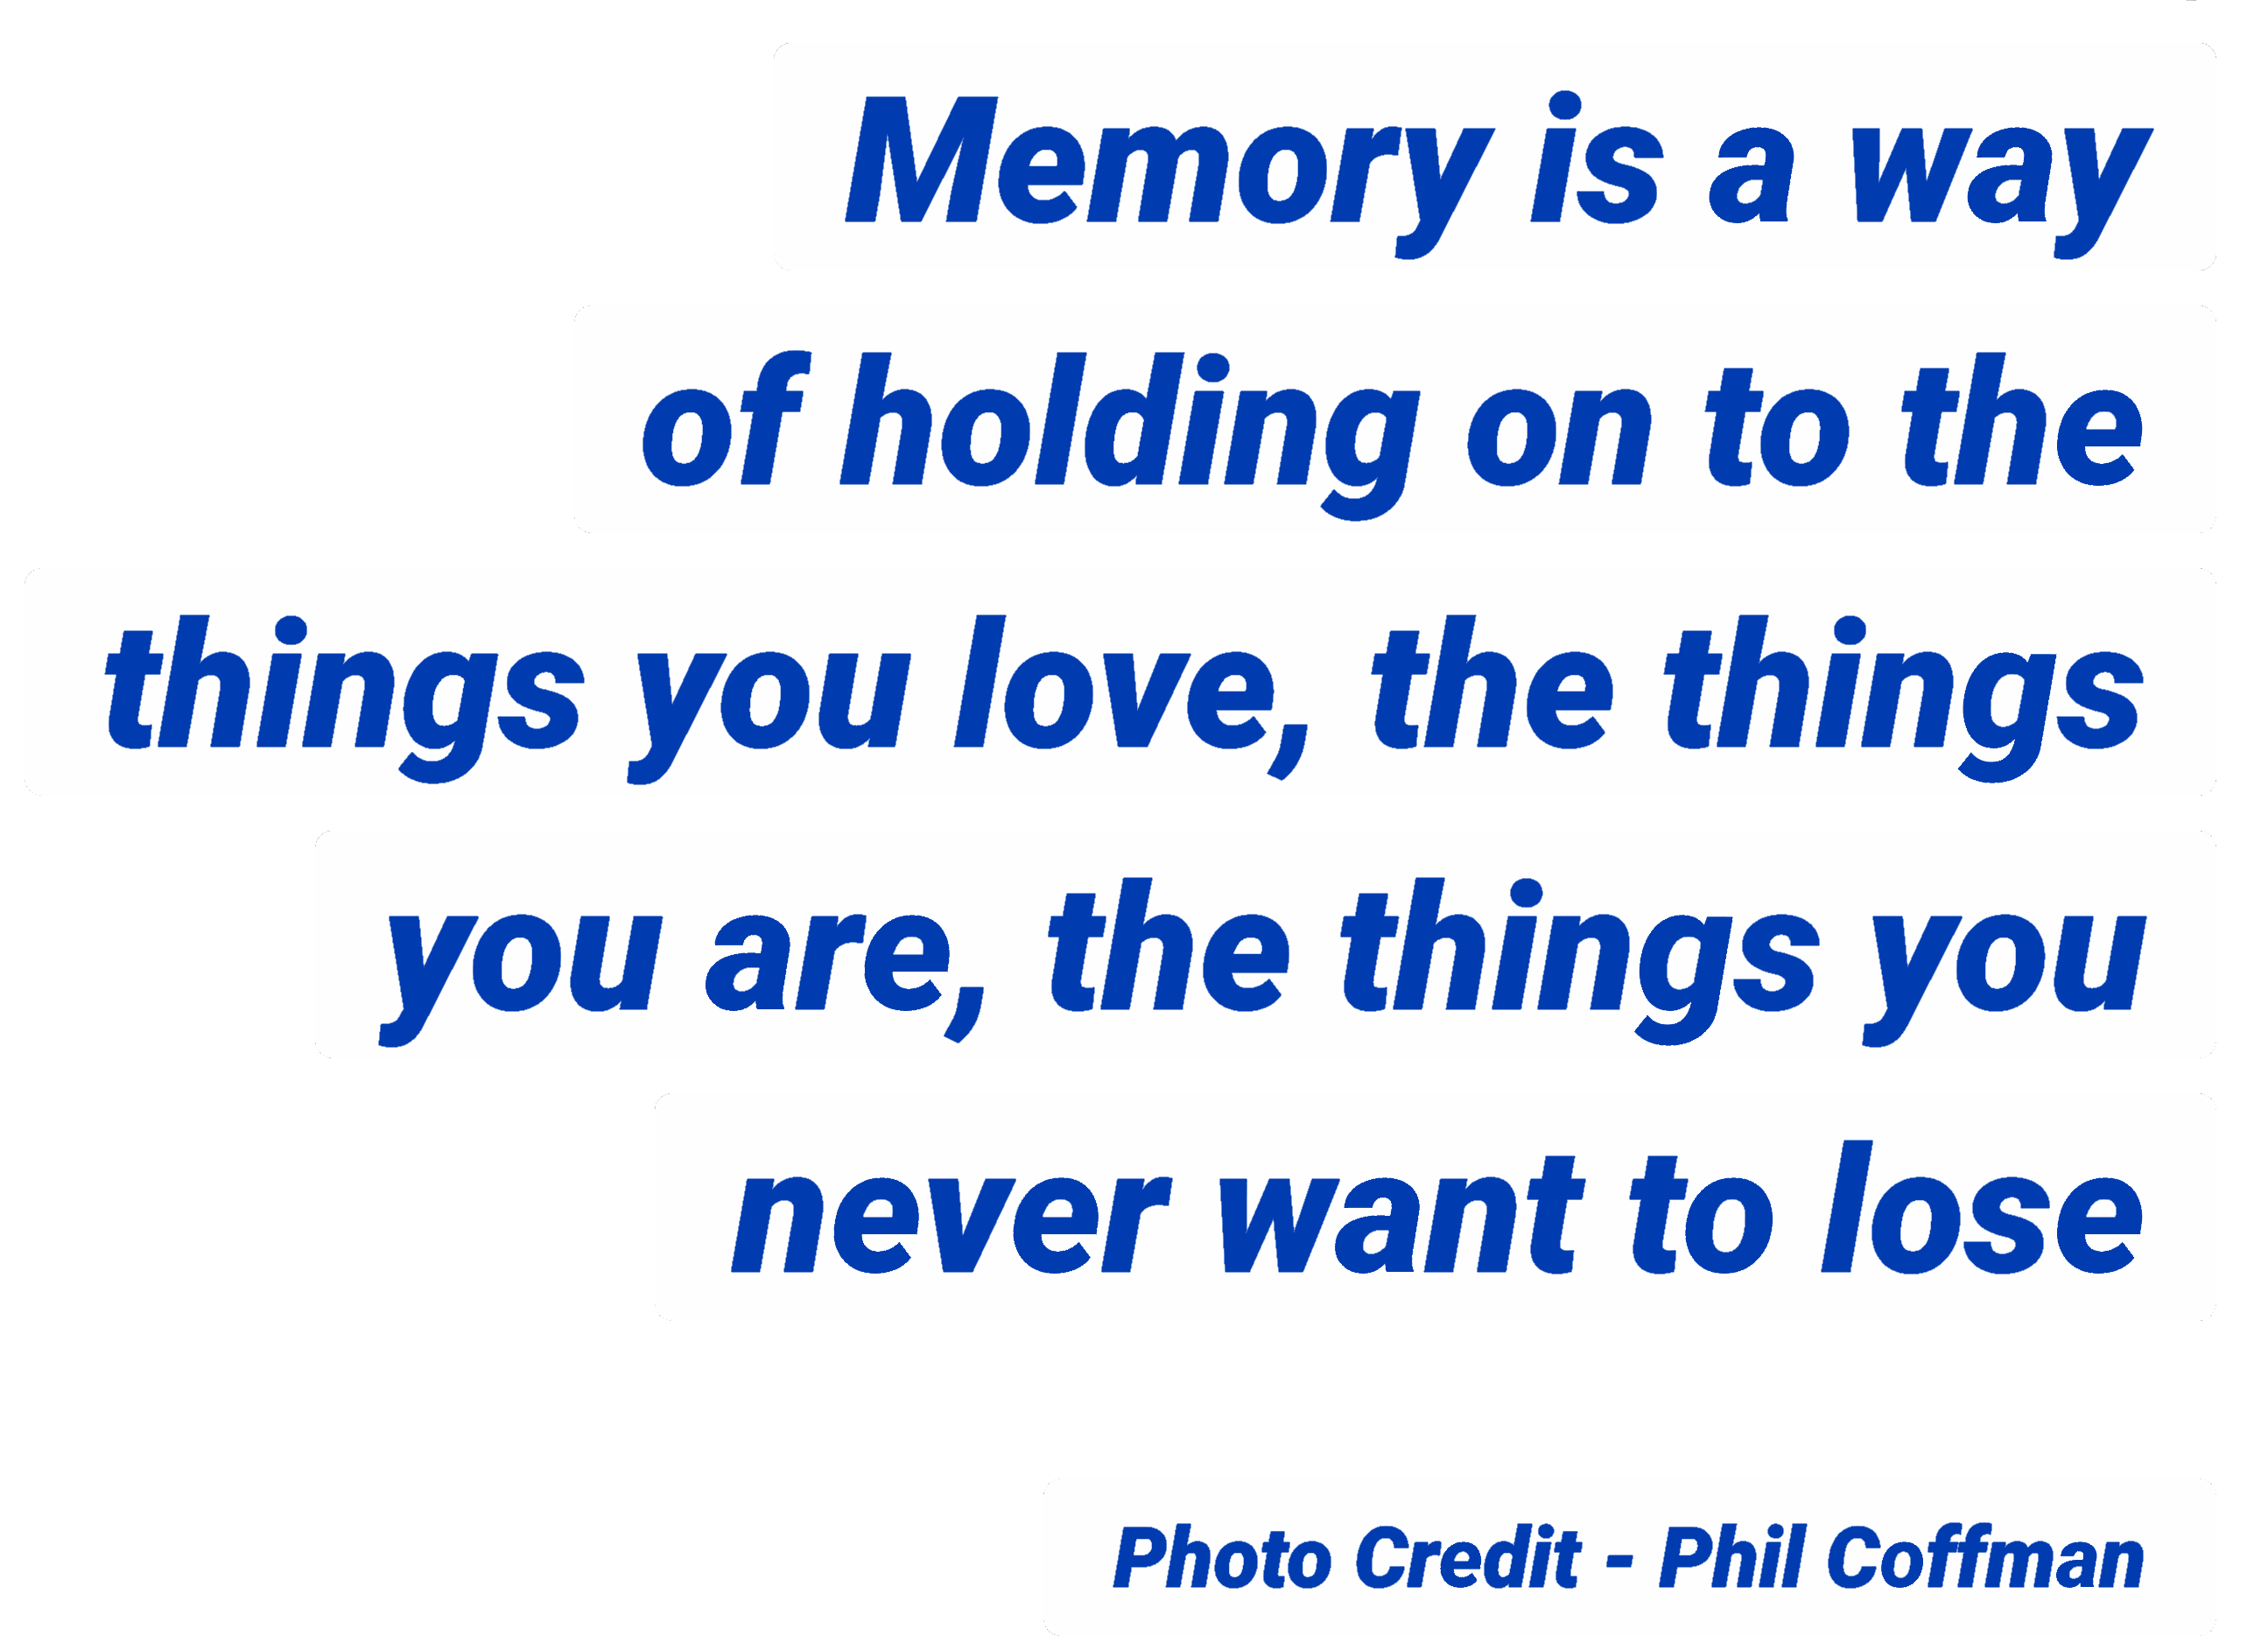 Memory is a way
of holding on to the
things you love, the things
you are, the things you
never want to lose
Photo Credit - Phil Coffman